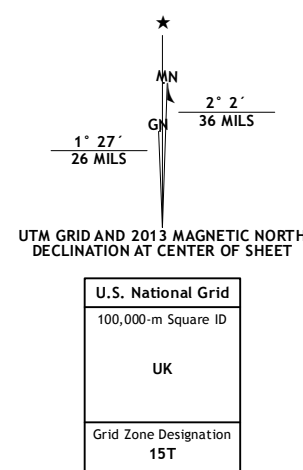 ★
MN
GN
2° 2´
36 MILS
1° 27´
26 MILS
UTM GRID AND 2013 MAGNETIC NORTH
DECLINATION AT CENTER OF SHEET
U.S. National Grid
100,000-m Square ID
UK
Grid Zone Designation
15T